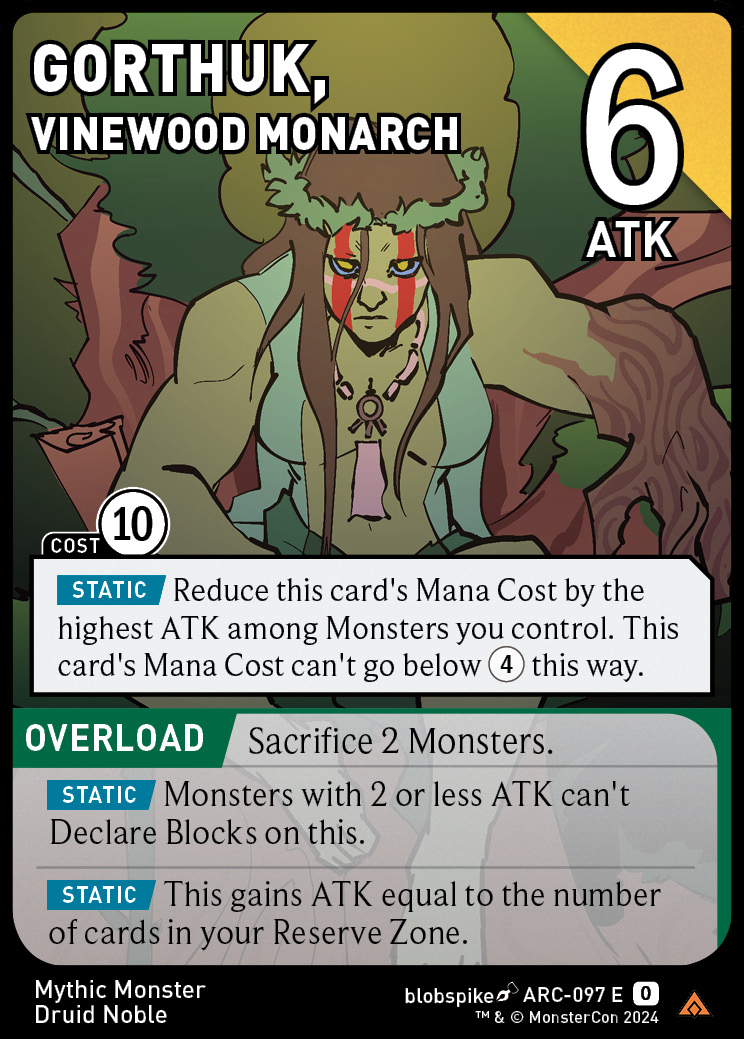 GORTHUK,
VINEWOOD MONARCH
6
ATK
COST 10
STATIC Reduce this card's Mana Cost by the
highest ATK among Monsters you control. This
card's Mana Cost can't go below 4 this way.
OVERLOAD Sacrifice 2 Monsters.
STATIC Monsters with 2 or less ATK can't
Declare Blocks on this.
STATIC This gains ATK equal to the number
of cards in your Reserve Zone.
Mythic Monster
Druid Noble
blobspike ARC-097 E 0
™ & © MonsterCon 2024